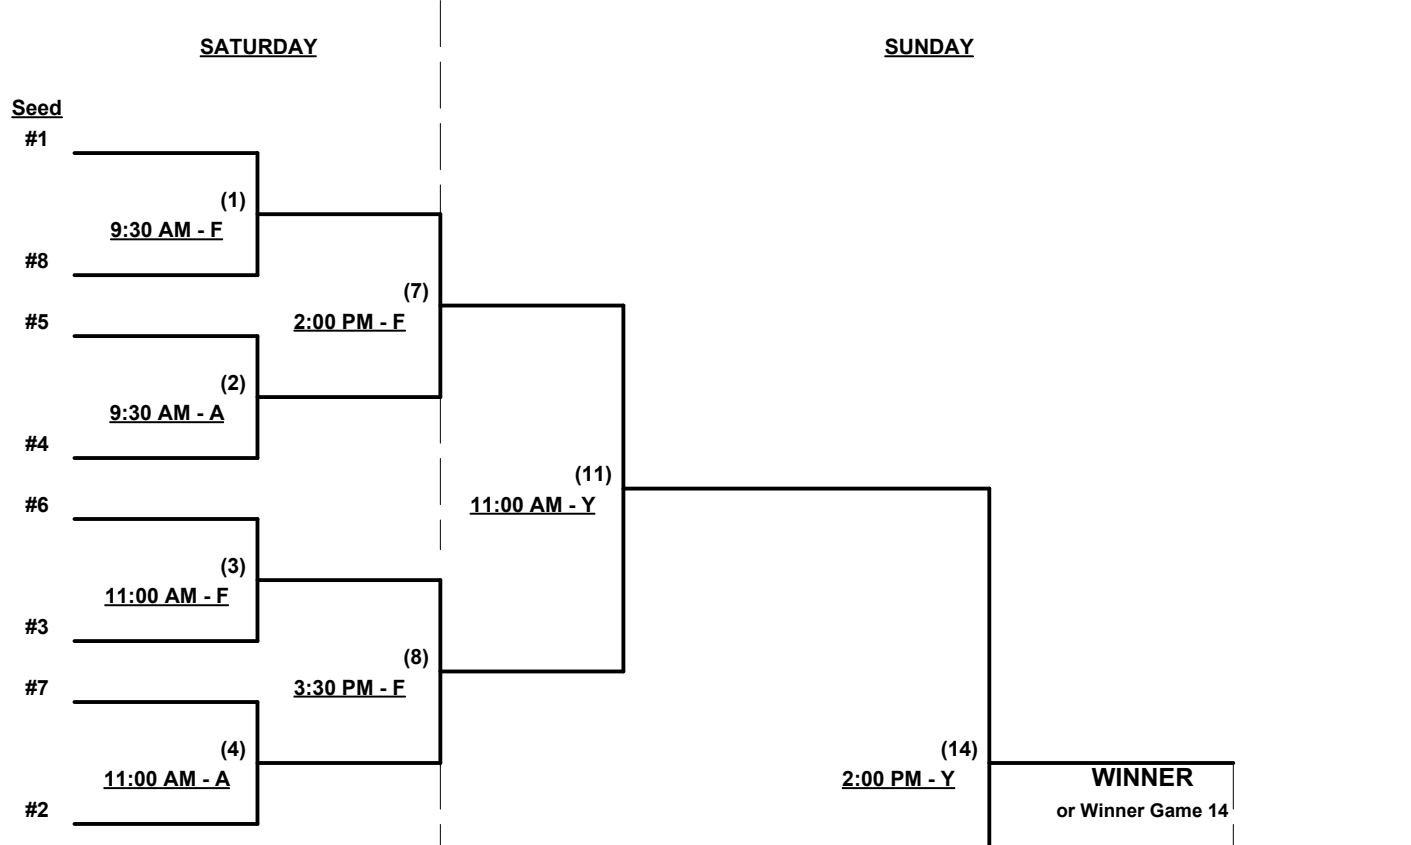 SATURDAY
SUNDAY
Seed
#1
(1)
9:30 AM - F
#8
(7)
#5
2:00 PM - F
(2)
9:30 AM - A
#4
(11)
#6
11:00 AM - Y
(3)
11:00 AM - F
#3
(8)
#7
3:30 PM - F
(4)
(14)
11:00 AM - A
2:00 PM - Y
WINNER
#2
or Winner Game 14